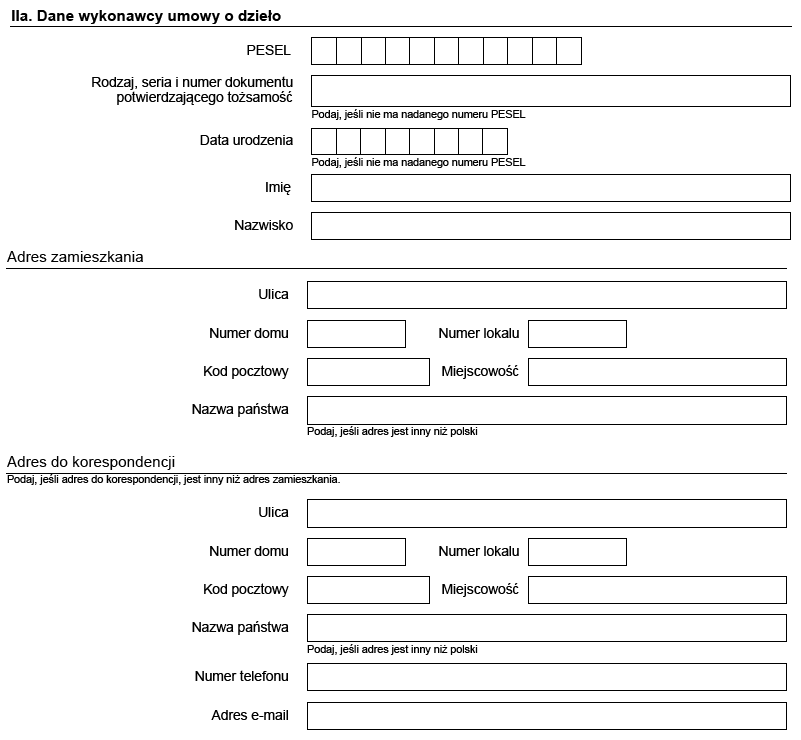 IIa. Dane wykonawcy umowy o dzieło
PESEL
Rodzaj, seria i numer dokumentu
potwierdzającego tożsamość
Podaj, jeśli nie ma nadanego numeru PESEL
Data urodzenia
Podaj, jeśli nie ma nadanego numeru PESEL
Imię
Nazwisko
Adres zamieszkania
Ulica
Numer domu Numer lokalu
Kod pocztowy Miejscowość
Nazwa państwa
Podaj, jeśli adres jest inny niż polski
Adres do korespondencji
Podaj, jeśli adres do korespondencji, jest inny niż adres zamieszkania.
Ulica
Numer domu Numer lokalu
Kod pocztowy Miejscowość
Nazwa państwa
Podaj, jeśli adres jest inny niż polski
Numer telefonu
Adres e-mail